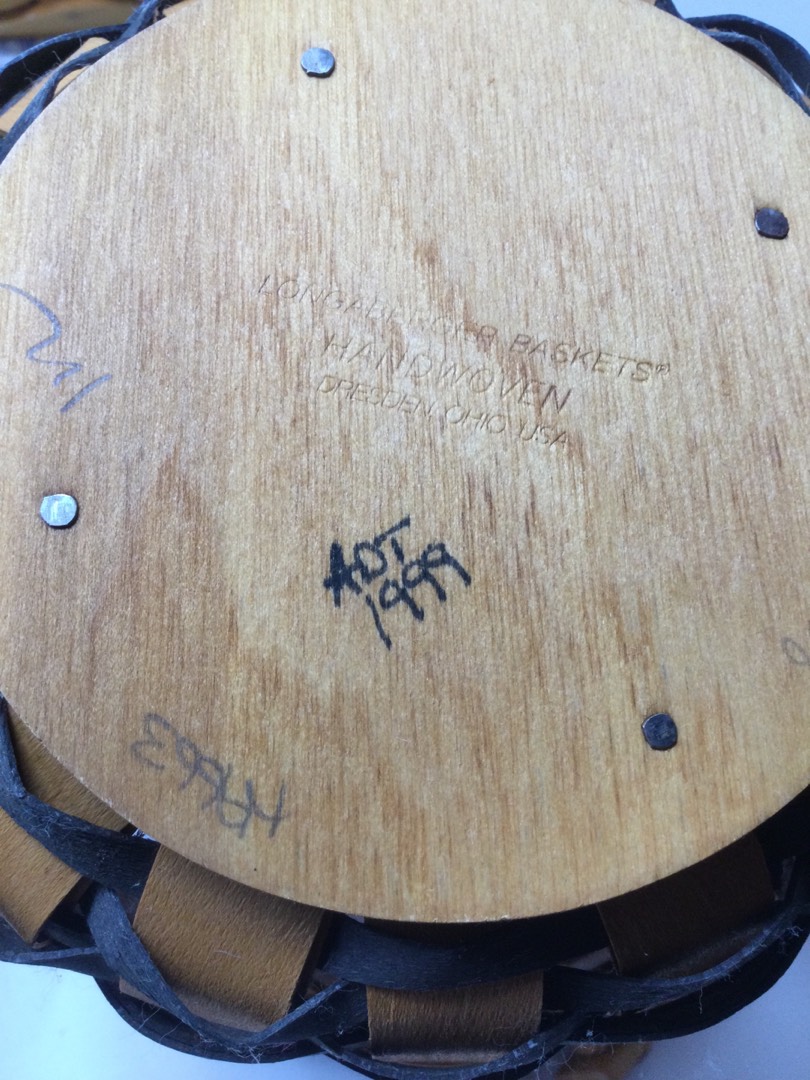 LONGABERGER BASKETS®
HANDWOVEN
DRESDEN, OHIO USA
ADT
1999